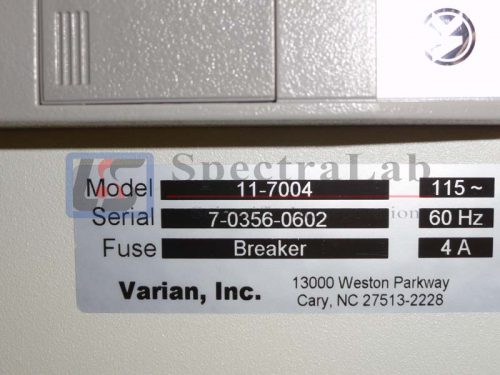 SpectraLab
Model 11-7004 115 ~
Serial 7-0356-0602 60 Hz
Fuse Breaker 4 A
Varian, Inc. 13000 Weston Parkway
Cary, NC 27513-2228